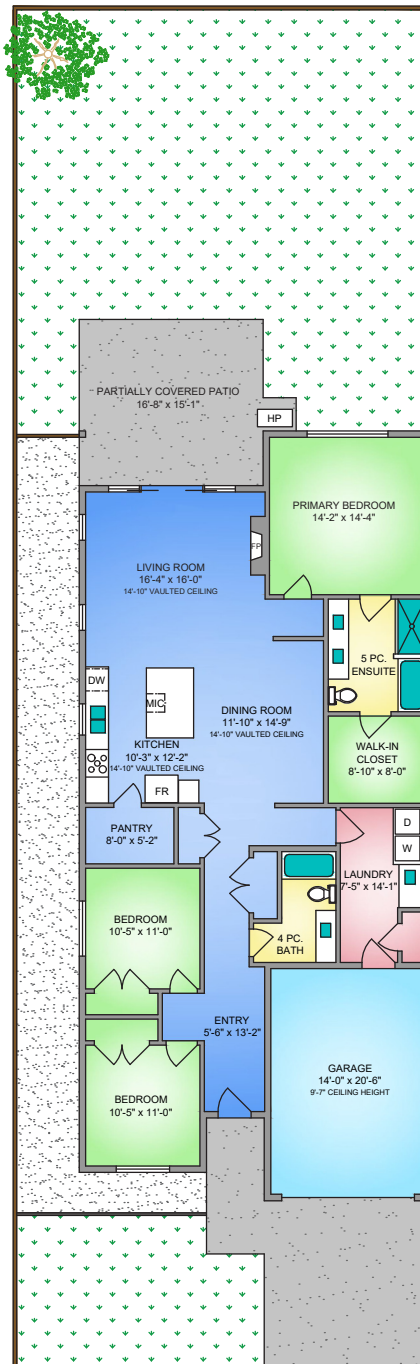 PARTIALLY COVERED PATIO
16'-8" x 15'-1"
HP
PRIMARY BEDROOM
14'-2" x 14'-4"
FP
LIVING ROOM
16'-4" x 16'-0"
14'-10" VAULTED CEILING
5 PC.
ENSUITE
DW
MIC
DINING ROOM
11'-10" x 14'-9"
14'-10" VAULTED CEILING
KITCHEN
10'-3" x 12'-2"
14'-10" VAULTED CEILING
WALK-IN
CLOSET
8'-10" x 8'-0"
FR
PANTRY
8'-0" x 5'-2"
D
W
LAUNDRY
7'-5" x 14'-1"
BEDROOM
10'-5" x 11'-0"
4 PC.
BATH
ENTRY
5'-6" x 13'-2"
GARAGE
14'-0" x 20'-6"
9'-7" CEILING HEIGHT
BEDROOM
10'-5" x 11'-0"